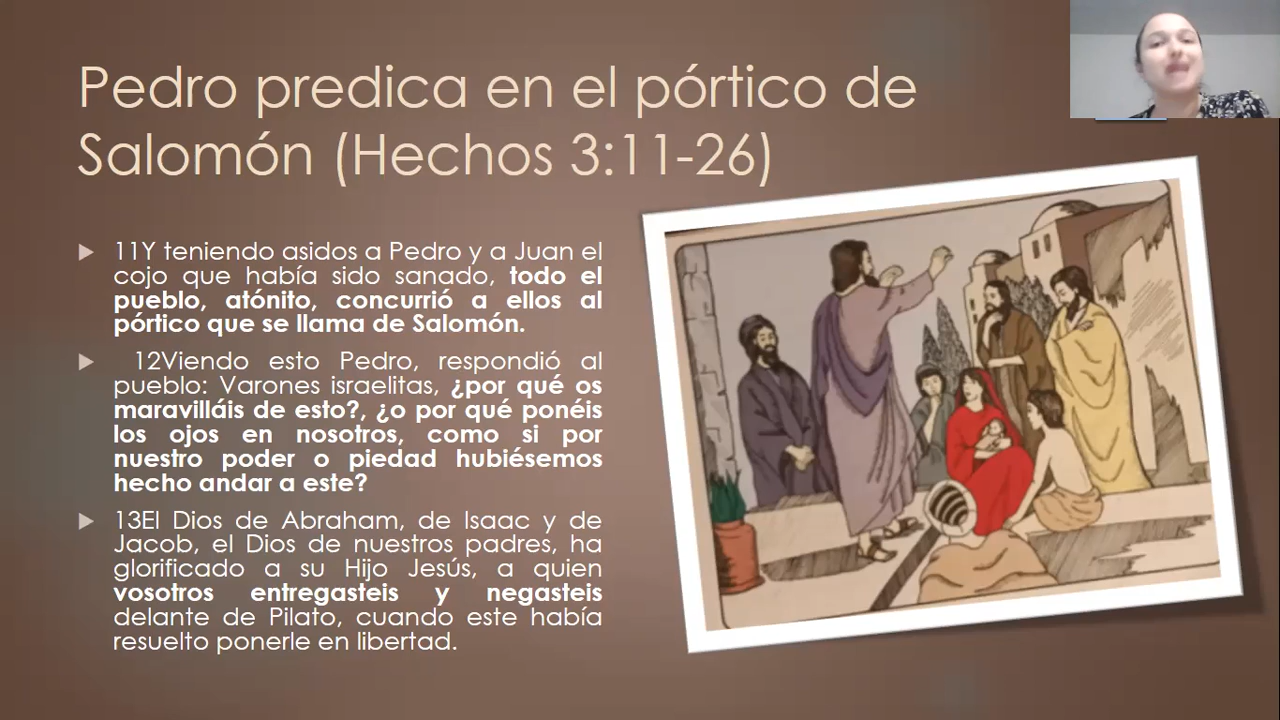 Pedro predica en el pórtico de
Salomón (Hechos 3:11-26)
11Y teniendo asidos a Pedro y a Juan el
cojo que había sido sanado, todo el
pueblo, atónito, concurrió a ellos al
pórtico que se llama de Salomón.
12Viendo esto Pedro, respondió al
pueblo: Varones israelitas, ¿por qué os
maravilláis de esto?, ¿o por qué ponéis
los ojos en nosotros, como si por
nuestro poder o piedad hubiésemos
hecho andar a este?
13El Dios de Abraham, de Isaac y de
Jacob, el Dios de nuestros padres, ha
glorificado a su Hijo Jesús, a quien
vosotros entregasteis y negasteis
delante de Pilato, cuando este había
resuelto ponerle en libertad.